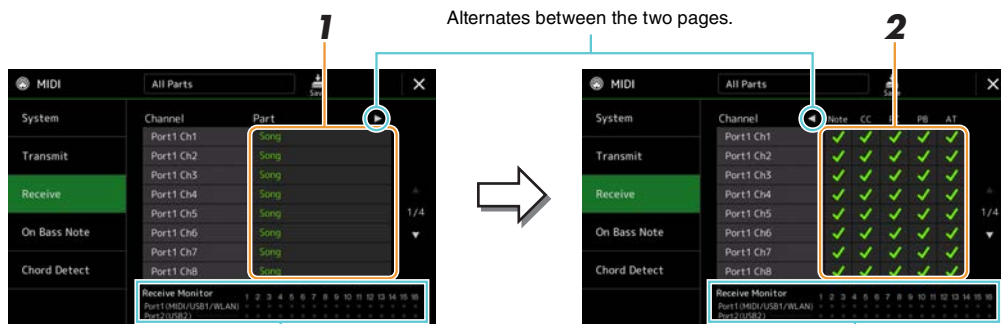 Alternates between the two pages.
1
2
MIDI
All Parts
Save
×
System
Transmit
Receive
On Bass Note
Chord Detect
Channel
Part
Port1 Ch1
Song
Port1 Ch2
Song
Port1 Ch3
Song
Port1 Ch4
Song
Port1 Ch5
Song
Port1 Ch6
Song
Port1 Ch7
Song
Port1 Ch8
Song
1/4
Receive Monitor
1 2 3 4 5 6 7 8 9 10 11 12 13 14 15 16
Port1(MIDI/USB1/WLAN)
Port2(USB2)
MIDI
All Parts
×
System
Transmit
Receive
On Bass Note
Chord Detect
Channel
Note CC PB AT
Port1 Ch1
Port1 Ch2
Port1 Ch3
Port1 Ch4
Port1 Ch5
Port1 Ch6
Port1 Ch7
Port1 Ch8
1/4
Receive Monitor
1 2 3 4 5 6 7 8 9 10 11 12 13 14 15 16
Port1(MIDI/USB1/WLAN)
Port2(USB2)